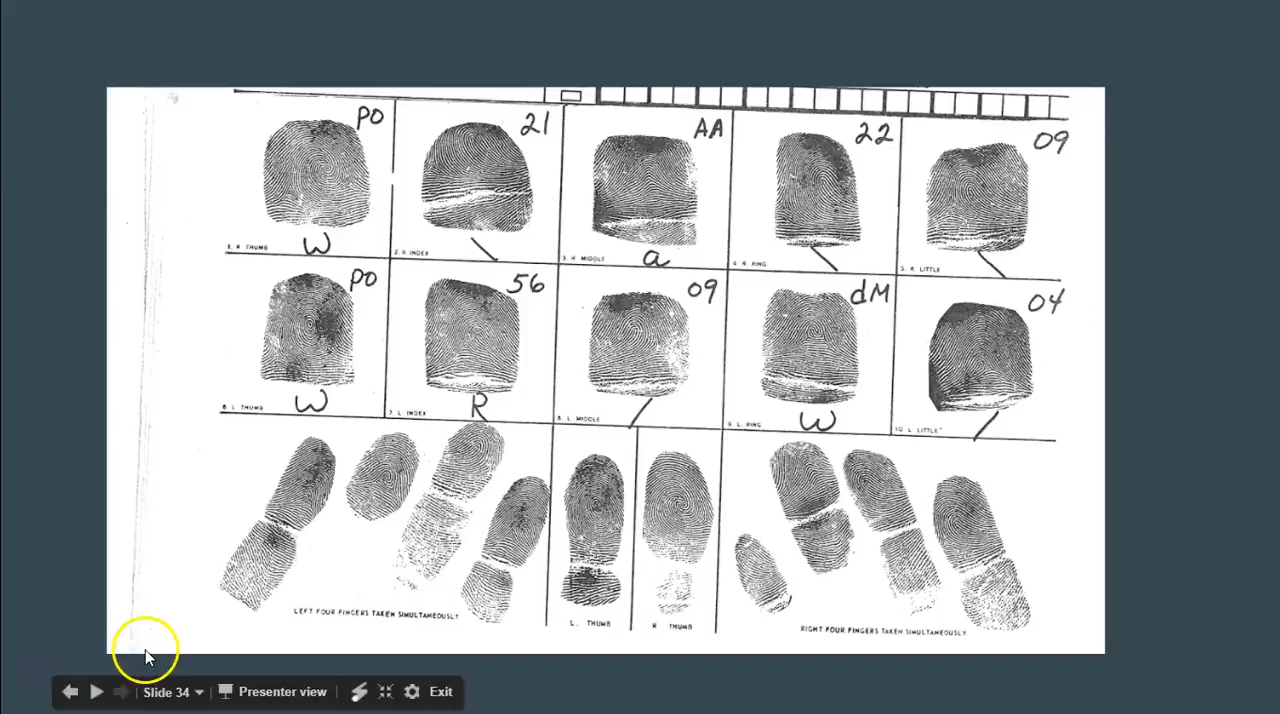 PO 21 AA 22 09
1. R. THUMB 2. R. INDEX 3. R. MIDDLE 4. R. RING 5. R. LITTLE
W \ a \ \
PO 56 09 dM 04
6. L. THUMB 7. L. INDEX 8. L. MIDDLE 9. L. RING 10. L. LITTLE
W R / W /
LEFT FOUR FINGERS TAKEN SIMULTANEOUSLY L. THUMB R. THUMB RIGHT FOUR FINGERS TAKEN SIMULTANEOUSLY
Slide 34 Presenter view Exit